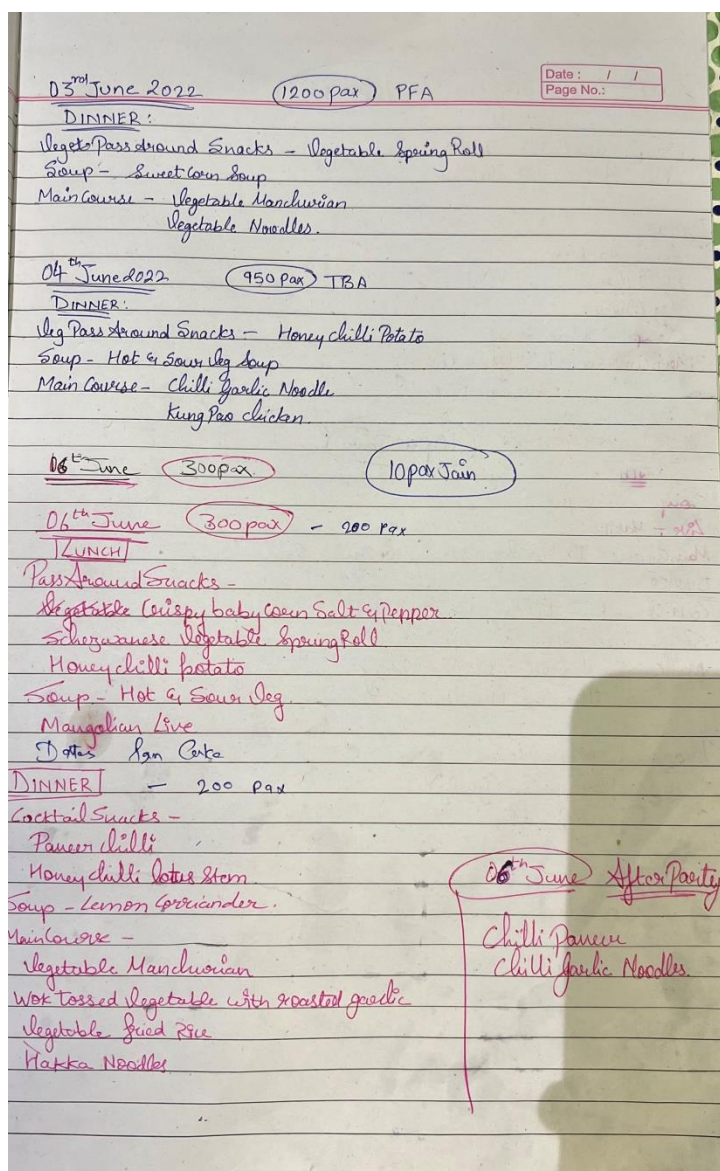 Date : / /
Page No.:
03rd June 2022 1200 pax PFA
DINNER :
Veget Pass Around Snacks - Vegetable Spring Roll
Soup - Sweet Corn Soup
Main Course - Vegetable Manchurian
Vegetable Noodles.
04th June 2022 950 Pax TBA
DINNER :
Veg Pass Around Snacks - Honey chilli Potato
Soup - Hot & Sour Veg Soup
Main Course - Chilli Garlic Noodle
Kung Pao chicken.
06th June 300pax 10 pax Jain
06th June 300 pax - 200 Pax
LUNCH
Pass Around Snacks -
Vegetable Crispy baby Corn Salt & Pepper
Schezwanese Vegetable Spring Roll
Honey chilli potato
Soup - Hot & Sour Veg
Mangolian Live
Dates
DINNER - 200 Pax
Cocktail Snacks -
Paneer chilli
Honey chilli lotus Stem
Soup - Lemon Corriander.
Main Course -
Vegetable Manchurian
Wok Tossed Vegetable with roasted garlic
Vegetable fried Rice
Hakka Noodles
06th June After Party
Chilli Paneer
Chilli Garlic Noodles.